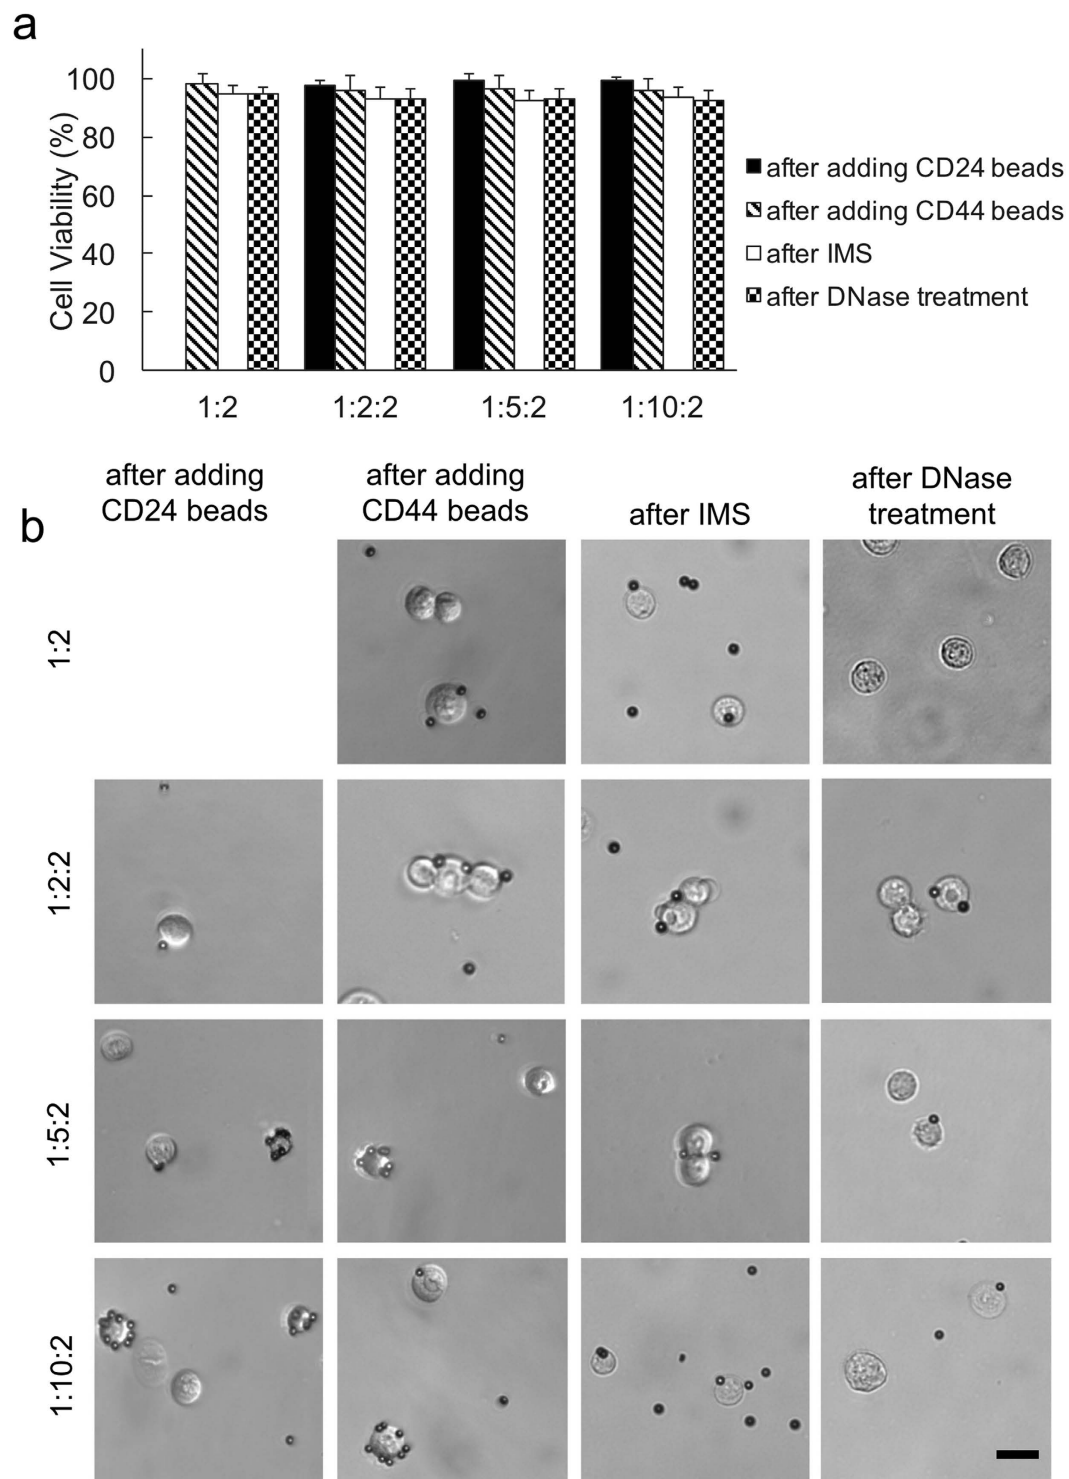 a
100
80
60
40
20
0
Cell Viability (%)
1:2
1:2:2
1:5:2
1:10:2
after adding CD24 beads
after adding CD44 beads
after IMS
after DNase treatment
b
after adding
CD24 beads
after adding
CD44 beads
after IMS
after DNase
treatment
1:2
1:2:2
1:5:2
1:10:2